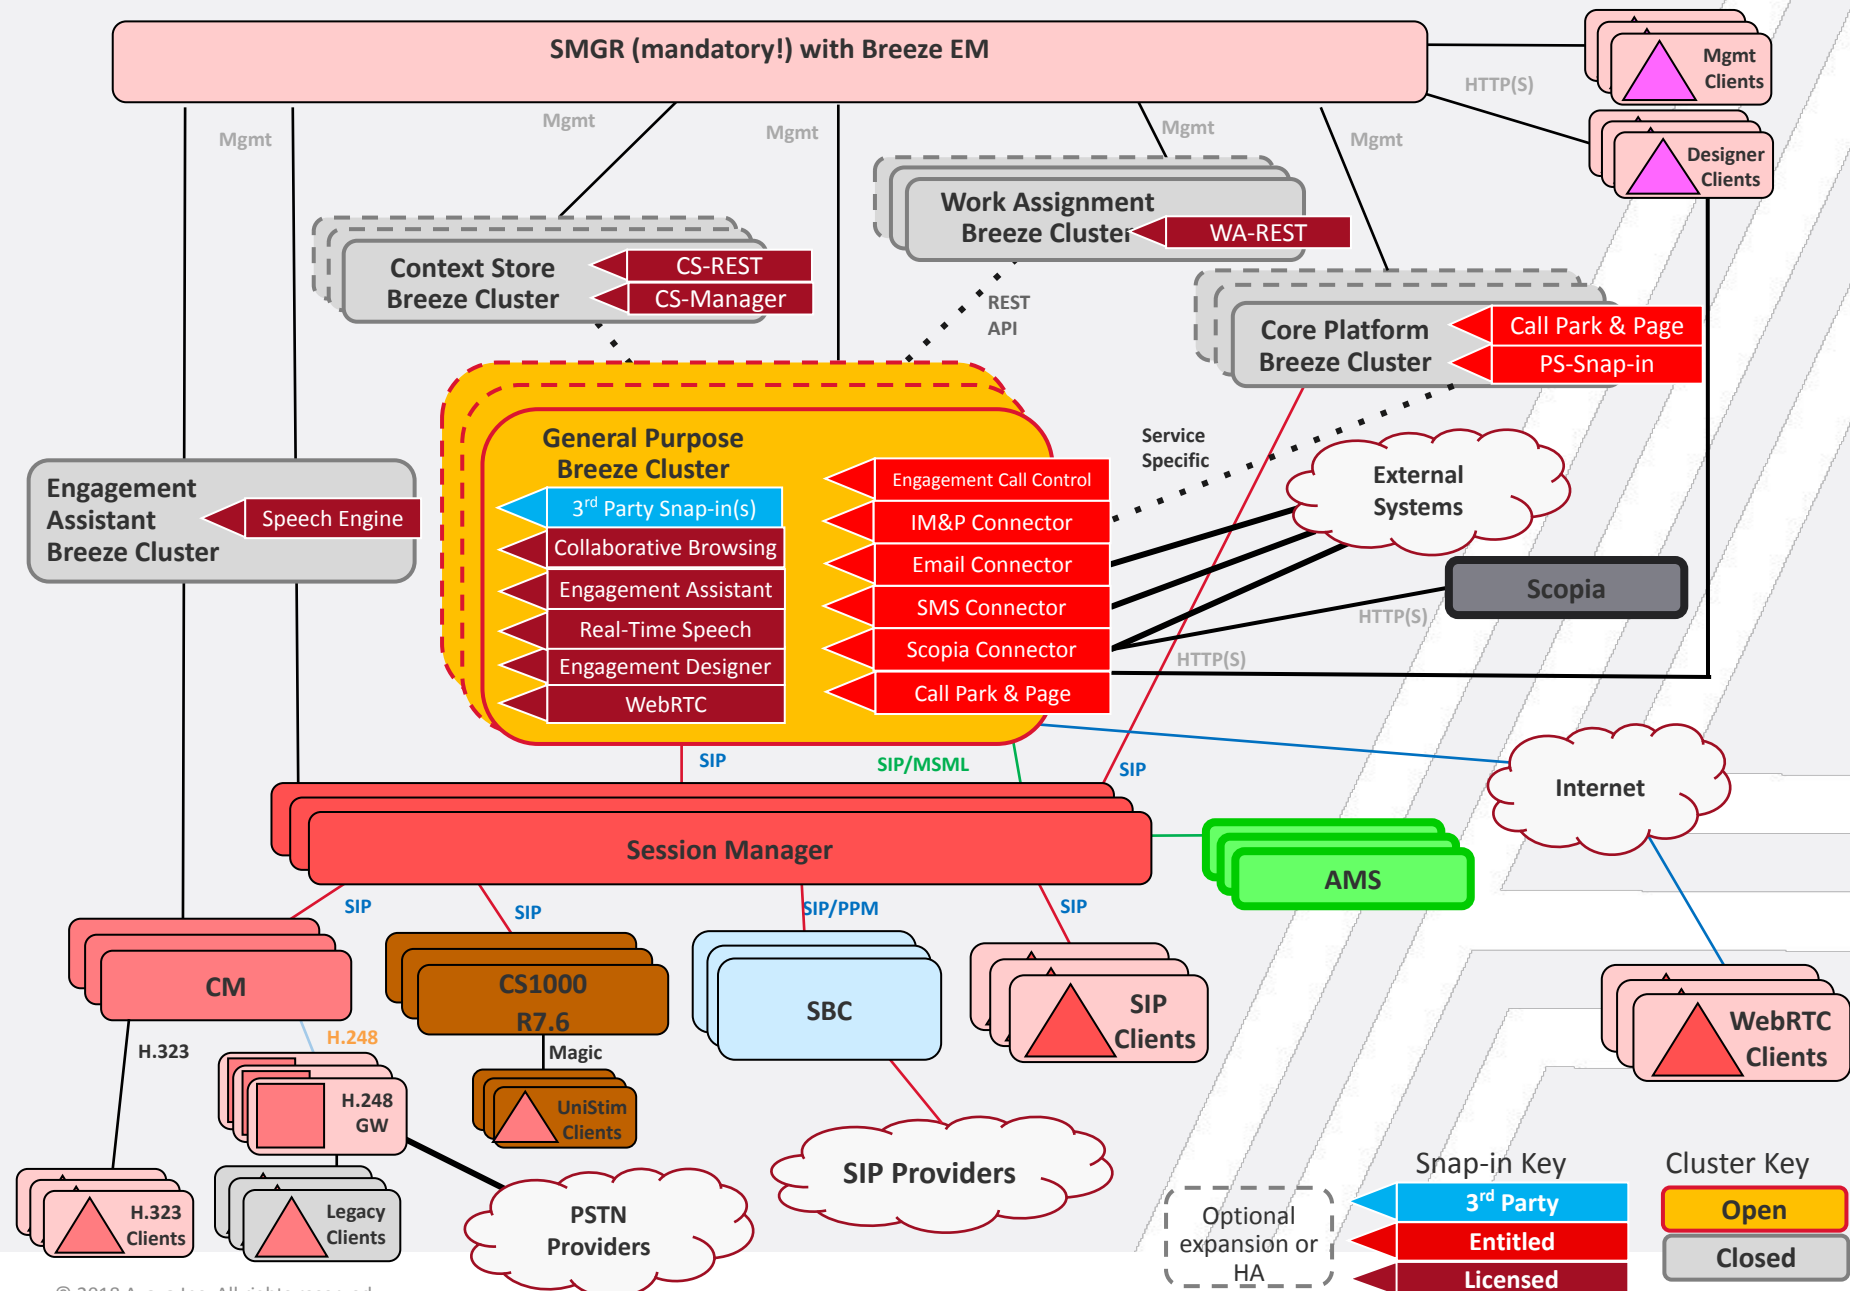 SMGR (mandatory!) with Breeze EM
Mgmt
Clients
HTTP(S)
Designer
Clients
Mgmt
Mgmt
Mgmt
Mgmt
Mgmt
Work Assignment
Breeze Cluster
WA-REST
Context Store
Breeze Cluster
CS-REST
CS-Manager
REST
API
Core Platform
Breeze Cluster
Call Park & Page
PS-Snap-in
General Purpose
Breeze Cluster
3rd Party Snap-in(s)
Collaborative Browsing
Engagement Assistant
Real-Time Speech
Engagement Designer
WebRTC
Engagement Call Control
IM&P Connector
Email Connector
SMS Connector
Scopia Connector
Call Park & Page
Service
Specific
External
Systems
Engagement
Assistant
Breeze Cluster
Speech Engine
Scopia
HTTP(S)
HTTP(S)
SIP
SIP/MSML
SIP
Internet
Session Manager
AMS
SIP
SIP
SIP/PPM
SIP
CM
CS1000
R7.6
SBC
SIP
Clients
WebRTC
Clients
H.323
H.248
Magic
H.248
GW
UniStim
Clients
H.323
Clients
Legacy
Clients
PSTN
Providers
SIP Providers
Optional
expansion or
HA
Snap-in Key
3rd Party
Entitled
Licensed
Cluster Key
Open
Closed